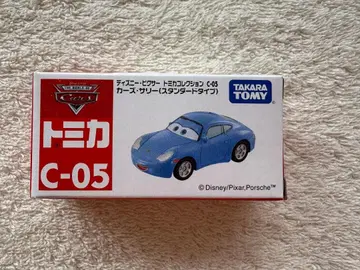 THE WORLD OF
Cars
ディズニー・ピクサー トミカコレクション C-05
カーズ・サリー(スタンダードタイプ)
TAKARA
TOMY
トミカ
C-05
©Disney/Pixar,Porsche™